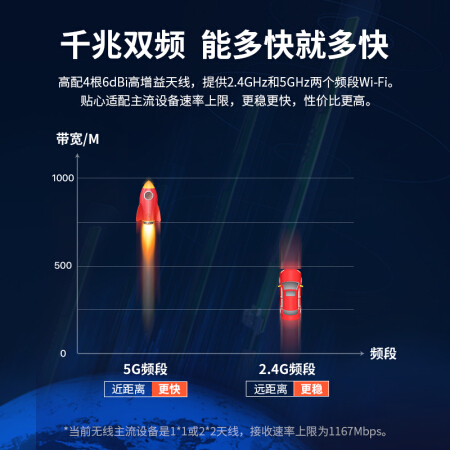 千兆双频 能多快就多快
高配4根6dBi高增益天线，提供2.4GHz和5GHz两个频段Wi-Fi。
贴心适配主流设备速率上限，更稳更快，性价比更高。
带宽/M
1000
500
0
频段
5G频段 2.4G频段
近距离 更快 远距离 更稳
*当前无线主流设备是1*1或2*2天线，接收速率上限为1167Mbps。